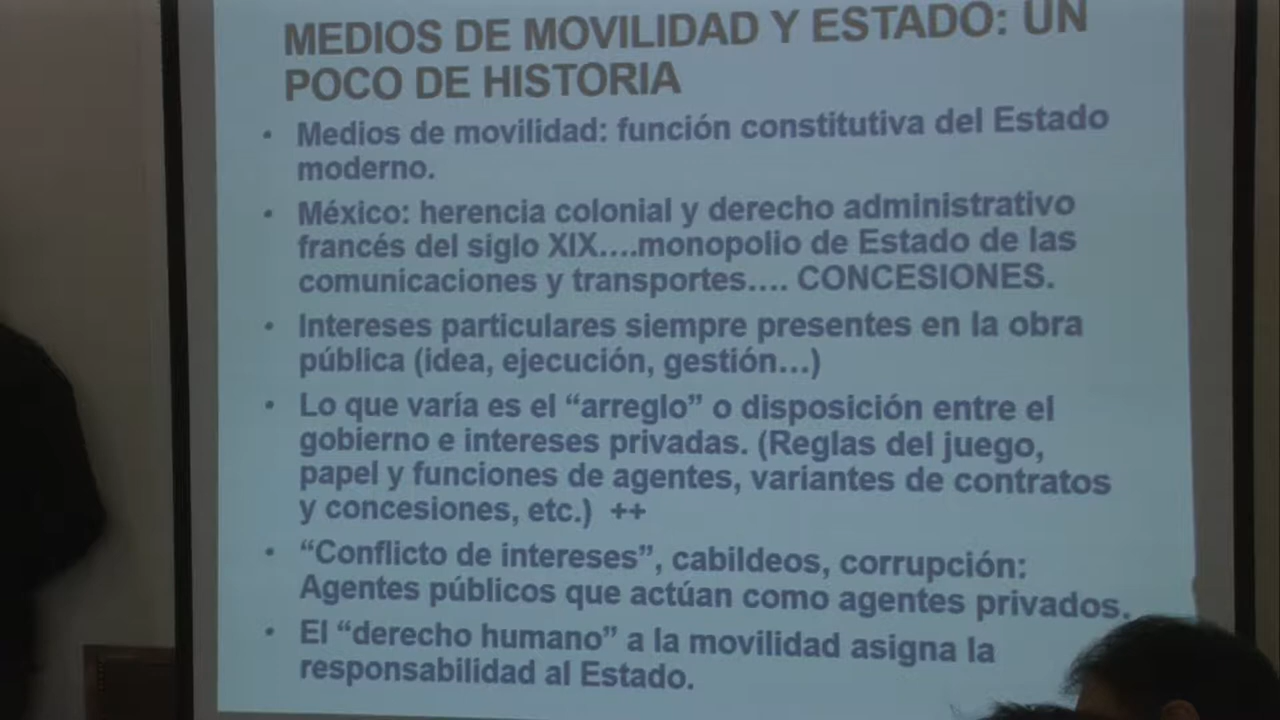 MEDIOS DE MOVILIDAD Y ESTADO: UN
POCO DE HISTORIA
• Medios de movilidad: función constitutiva del Estado
moderno.
• México: herencia colonial y derecho administrativo
francés del siglo XIX....monopolio de Estado de las
comunicaciones y transportes.... CONCESIONES.
• Intereses particulares siempre presentes en la obra
pública (idea, ejecución, gestión...)
• Lo que varía es el “arreglo” o disposición entre el
gobierno e intereses privadas. (Reglas del juego,
papel y funciones de agentes, variantes de contratos
y concesiones, etc.) ++
• “Conflicto de intereses”, cabildeos, corrupción:
Agentes públicos que actúan como agentes privados.
• El “derecho humano” a la movilidad asigna la
responsabilidad al Estado.